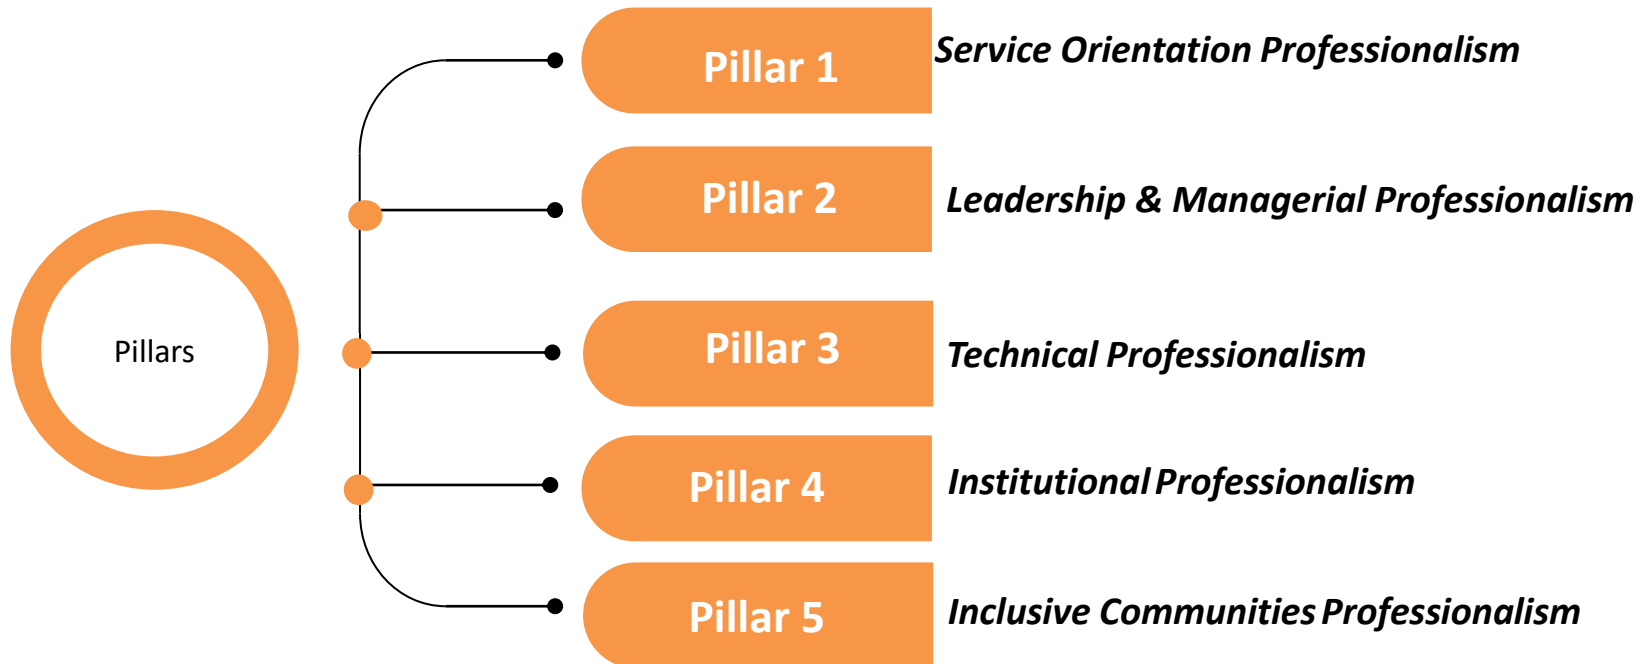 Pillars
Pillar 1
Service Orientation Professionalism
Pillar 2
Leadership & Managerial Professionalism
Pillar 3
Technical Professionalism
Pillar 4
Institutional Professionalism
Pillar 5
Inclusive Communities Professionalism